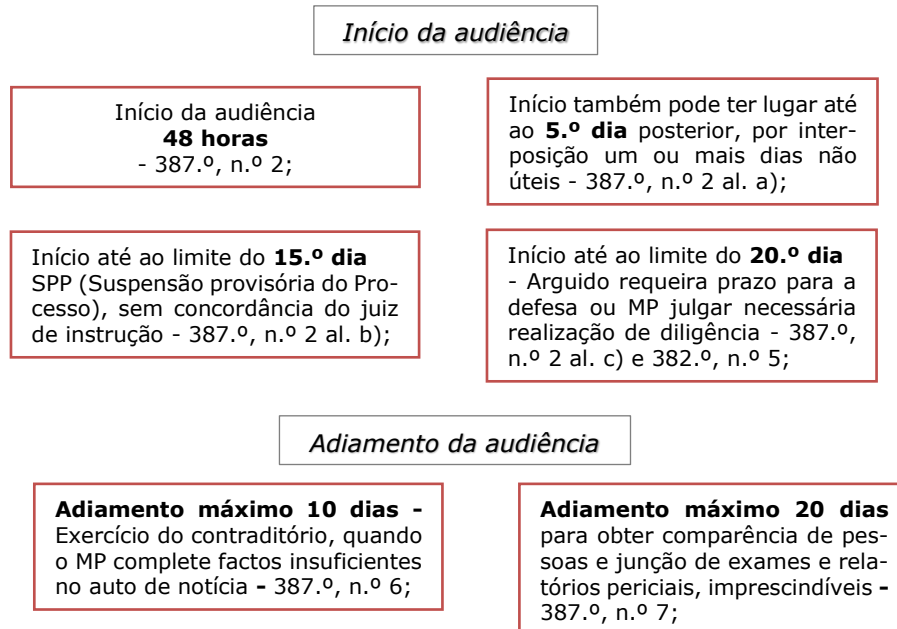 Início da audiência
Início da audiência
48 horas
- 387.º, n.º 2;
Início também pode ter lugar até
ao 5.º dia posterior, por inter-
posição um ou mais dias não
úteis - 387.º, n.º 2 al. a);
Início até ao limite do 15.º dia
SPP (Suspensão provisória do Pro-
cesso), sem concordância do juiz
de instrução - 387.º, n.º 2 al. b);
Início até ao limite do 20.º dia
- Arguido requeira prazo para a
defesa ou MP julgar necessária
realização de diligência - 387.º,
n.º 2 al. c) e 382.º, n.º 5;
Adiamento da audiência
Adiamento máximo 10 dias -
Exercício do contraditório, quando
o MP complete factos insuficientes
no auto de notícia - 387.º, n.º 6;
Adiamento máximo 20 dias
para obter comparência de pes-
soas e junção de exames e rela-
tórios periciais, imprescindíveis -
387.º, n.º 7;